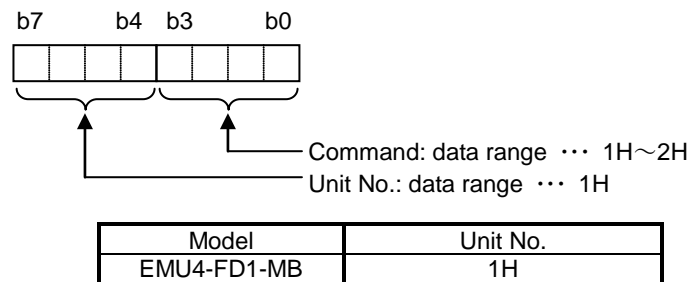 b7 b4 b3 b0
Command: data range ⋯ 1H～2H
Unit No.: data range ⋯ 1H
Model Unit No.
EMU4-FD1-MB 1H